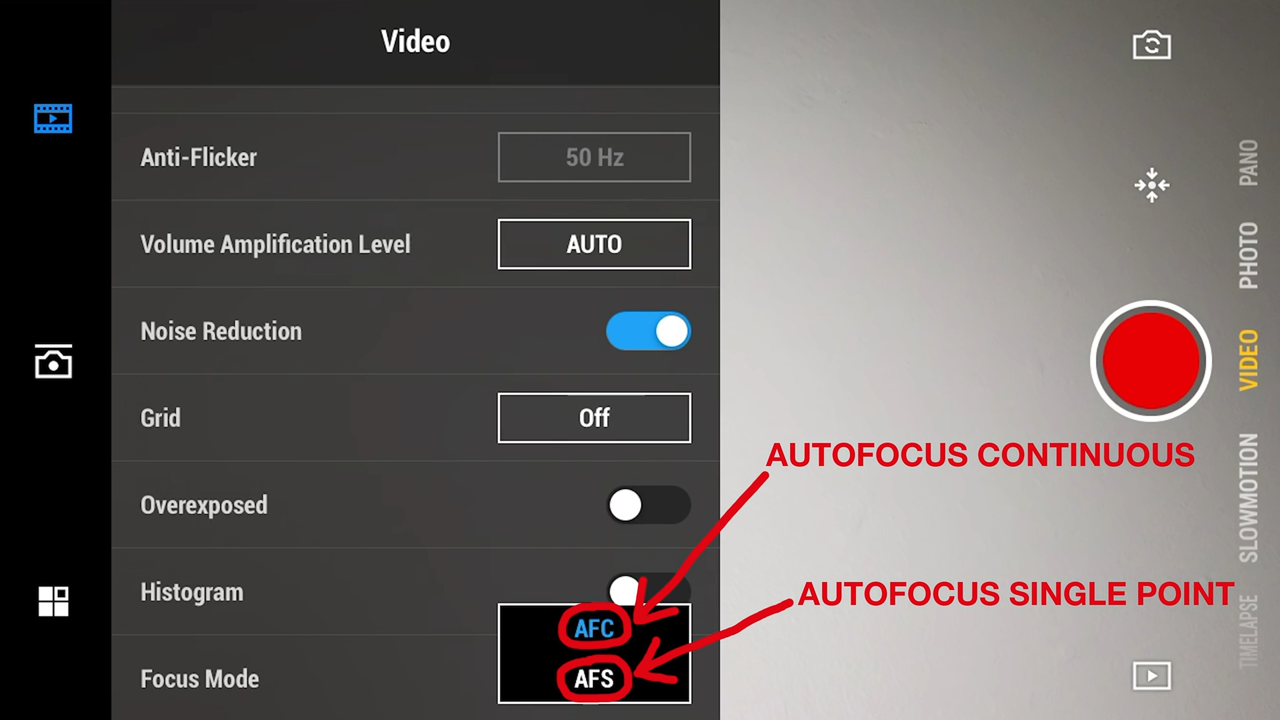 Video
Anti-Flicker
50 Hz
Volume Amplification Level
AUTO
Noise Reduction
Grid
Off
Overexposed
Histogram
Focus Mode
AFC
AFS
AUTOFOCUS CONTINUOUS
AUTOFOCUS SINGLE POINT
PANO
PHOTO
VIDEO
SLOWMOTION
TIMELAPSE